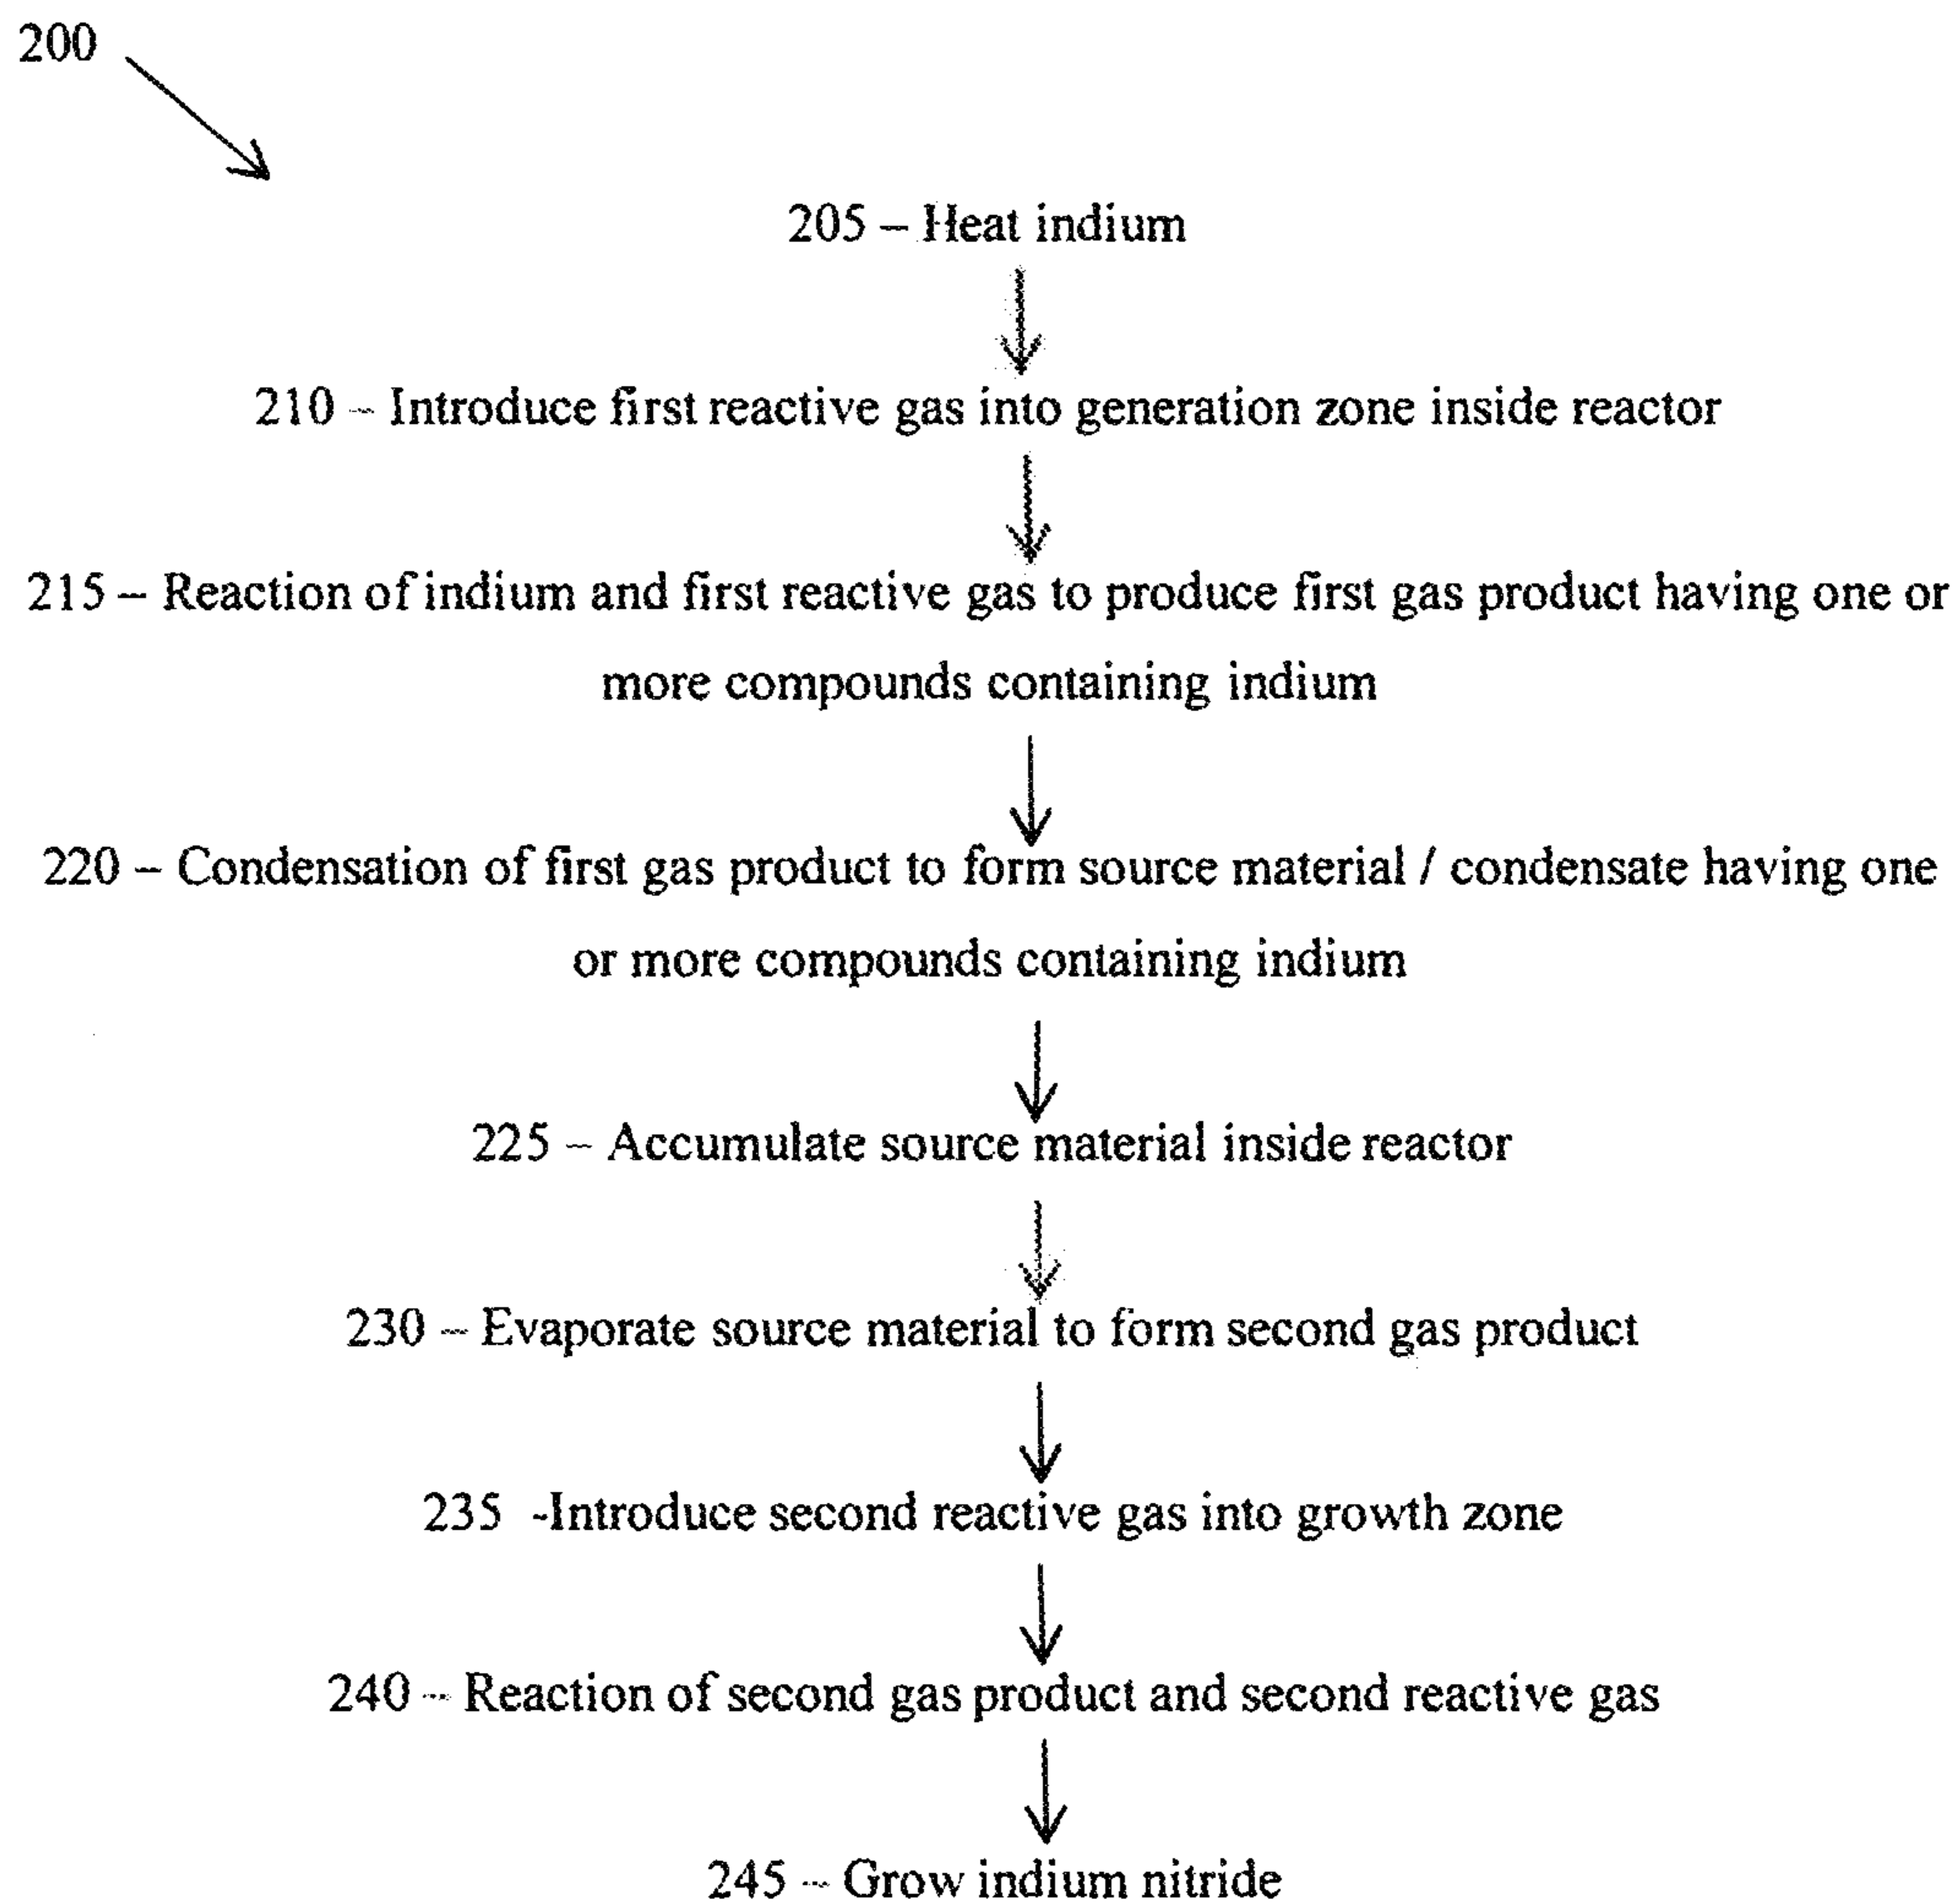 200
205 – Heat indium
210 – Introduce first reactive gas into generation zone inside reactor
215 – Reaction of indium and first reactive gas to produce first gas product having one or
more compounds containing indium
220 – Condensation of first gas product to form source material / condensate having one
or more compounds containing indium
225 – Accumulate source material inside reactor
230 – Evaporate source material to form second gas product
235 -Introduce second reactive gas into growth zone
240 – Reaction of second gas product and second reactive gas
245 – Grow indium nitride